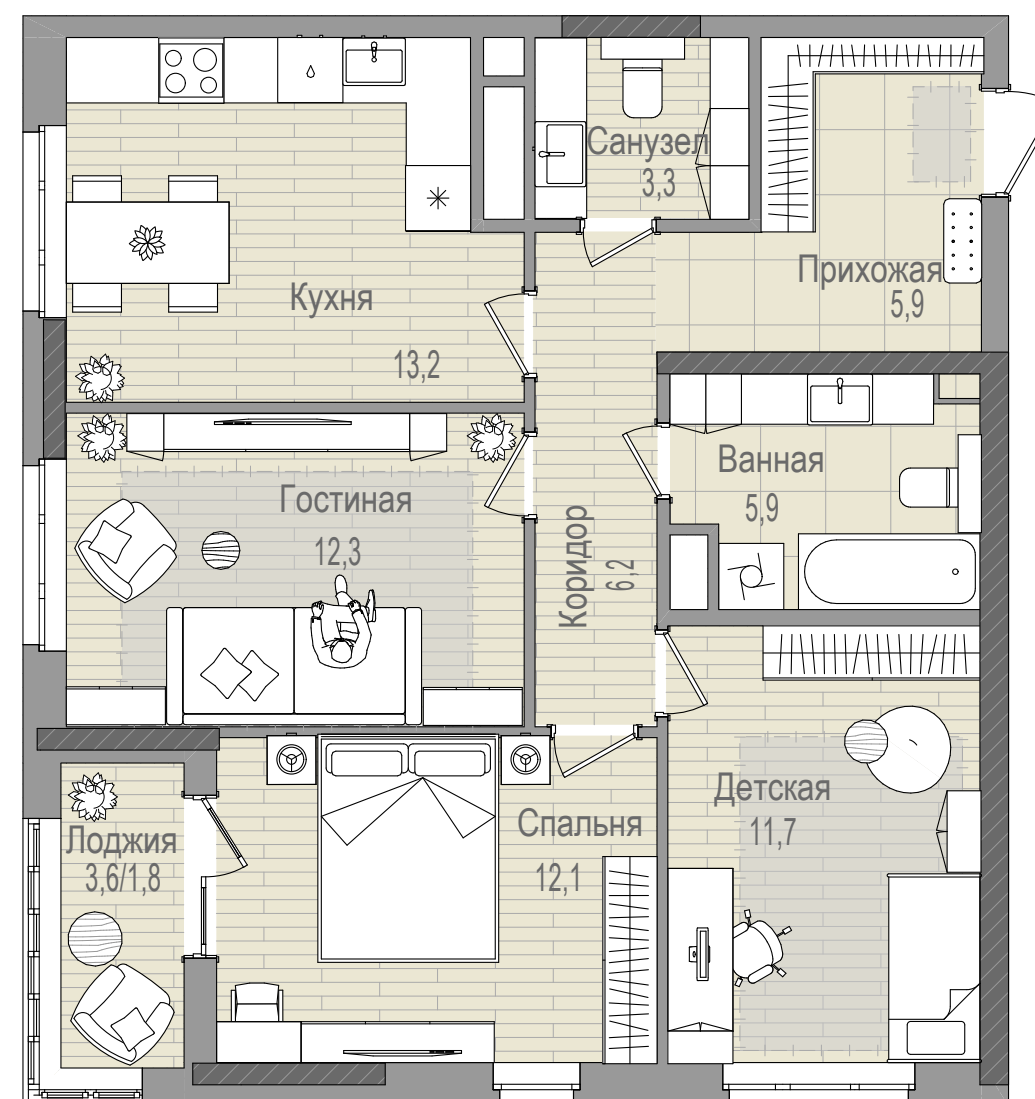 Санузел
3,3
Прихожая
5,9
Кухня
13,2
Ванная
5,9
Гостиная
12,3
Коридор
6,2
Детская
11,7
Спальня
12,1
Лоджия
3,6/1,8